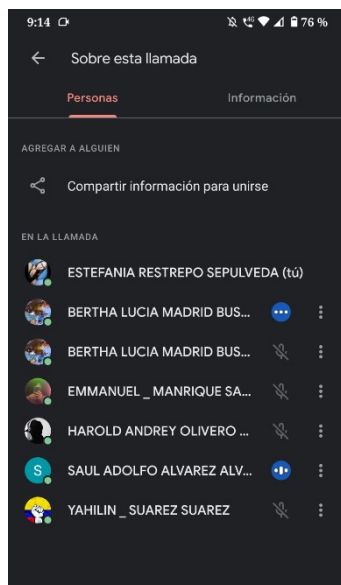 9:14 4G 76 %
Sobre esta llamada
Personas Información
AGREGAR A ALGUIEN
Compartir información para unirse
EN LA LLAMADA
ESTEFANIA RESTREPO SEPULVEDA (tú)
BERTHA LUCIA MADRID BUS...
BERTHA LUCIA MADRID BUS...
EMMANUEL _ MANRIQUE SA...
HAROLD ANDREY OLIVERO ...
S SAUL ADOLFO ALVAREZ ALV...
YAHILIN _ SUAREZ SUAREZ